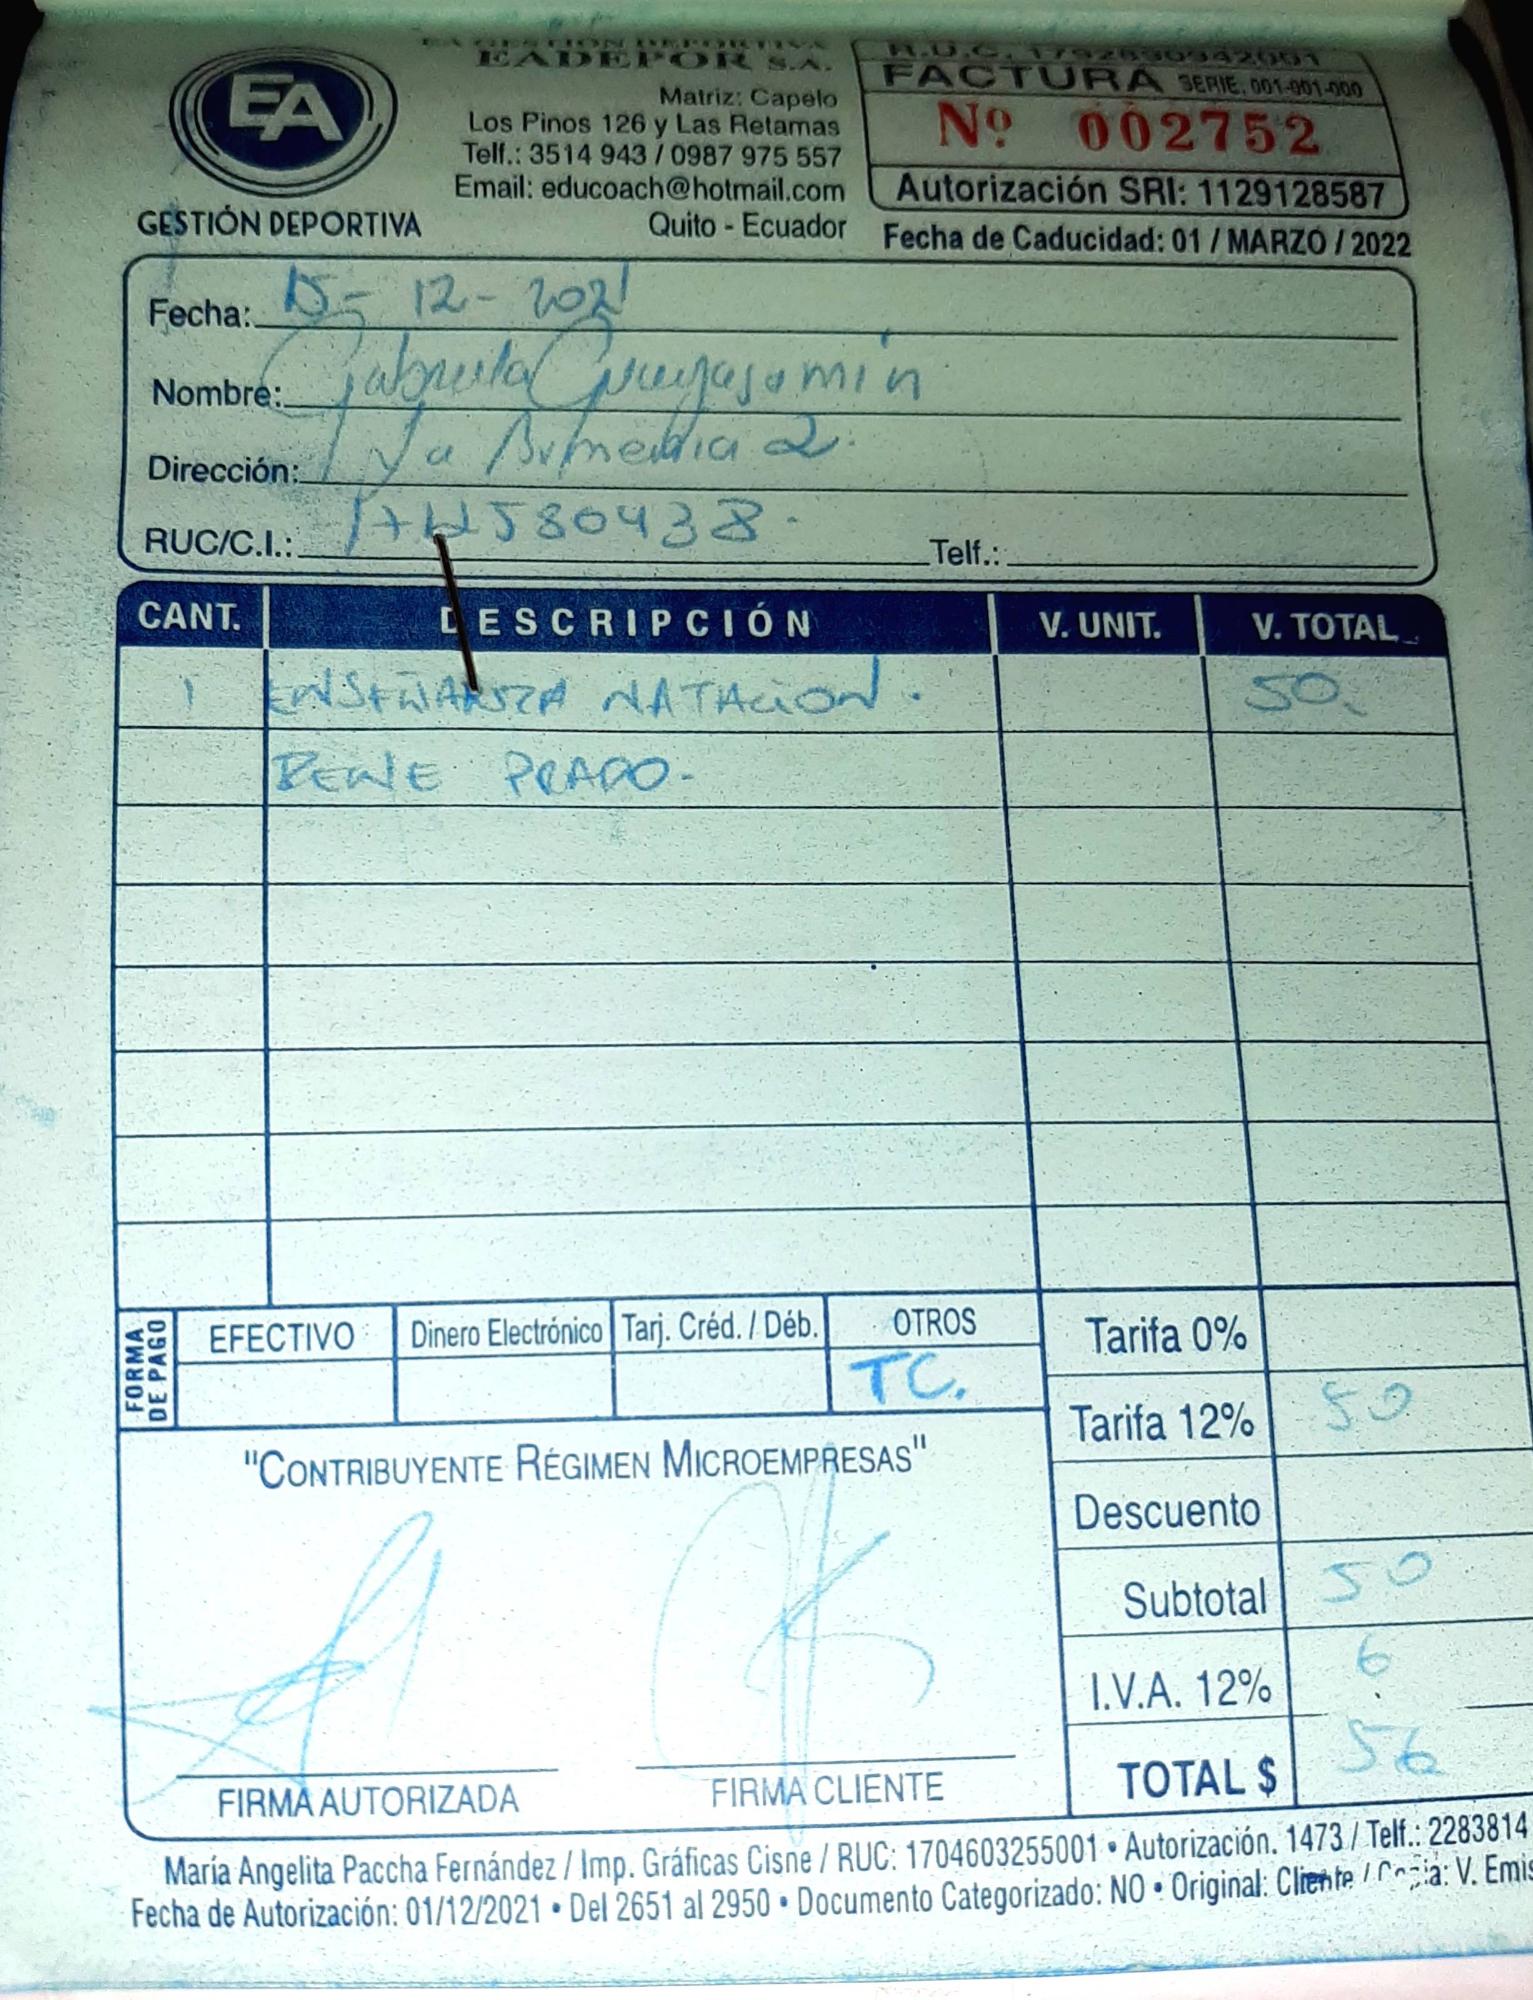 EA
GESTIÓN DEPORTIVA
EA GESTIÓN DEPORTIVA
EADEPOR S.A.
Matriz: Capelo
Los Pinos 126 y Las Retamas
Telf.: 3514 943 / 0987 975 557
Email: educoach@hotmail.com
Quito - Ecuador
R.U.C. 1792890942001
FACTURA SERIE. 001-001-000
Nº 002752
Autorización SRI: 1129128587
Fecha de Caducidad: 01 / MARZO / 2022
Fecha: 15 - 12 - 2021
Nombre: Gabriela Guayasamin
Dirección: La Armenia 2
RUC/C.I.: Telf.:
CANT. DESCRIPCIÓN V. UNIT. V. TOTAL
1 ENSEÑANZA NATACION. 50.
RENE PRADO.
FORMA DE PAGO
EFECTIVO Dinero Electrónico Tarj. Créd. / Déb. OTROS
TC.
Tarifa 0%
Tarifa 12% 50
Descuento
Subtotal 50
I.V.A. 12% 6
TOTAL $ 56
"CONTRIBUYENTE RÉGIMEN MICROEMPRESAS"
FIRMA AUTORIZADA FIRMA CLIENTE
María Angelita Paccha Fernández / Imp. Gráficas Cisne / RUC: 1704603255001 • Autorización. 1473 / Telf.: 2283814
Fecha de Autorización: 01/12/2021 • Del 2651 al 2950 • Documento Categorizado: NO • Original: Cliente / Copia: V. Emis